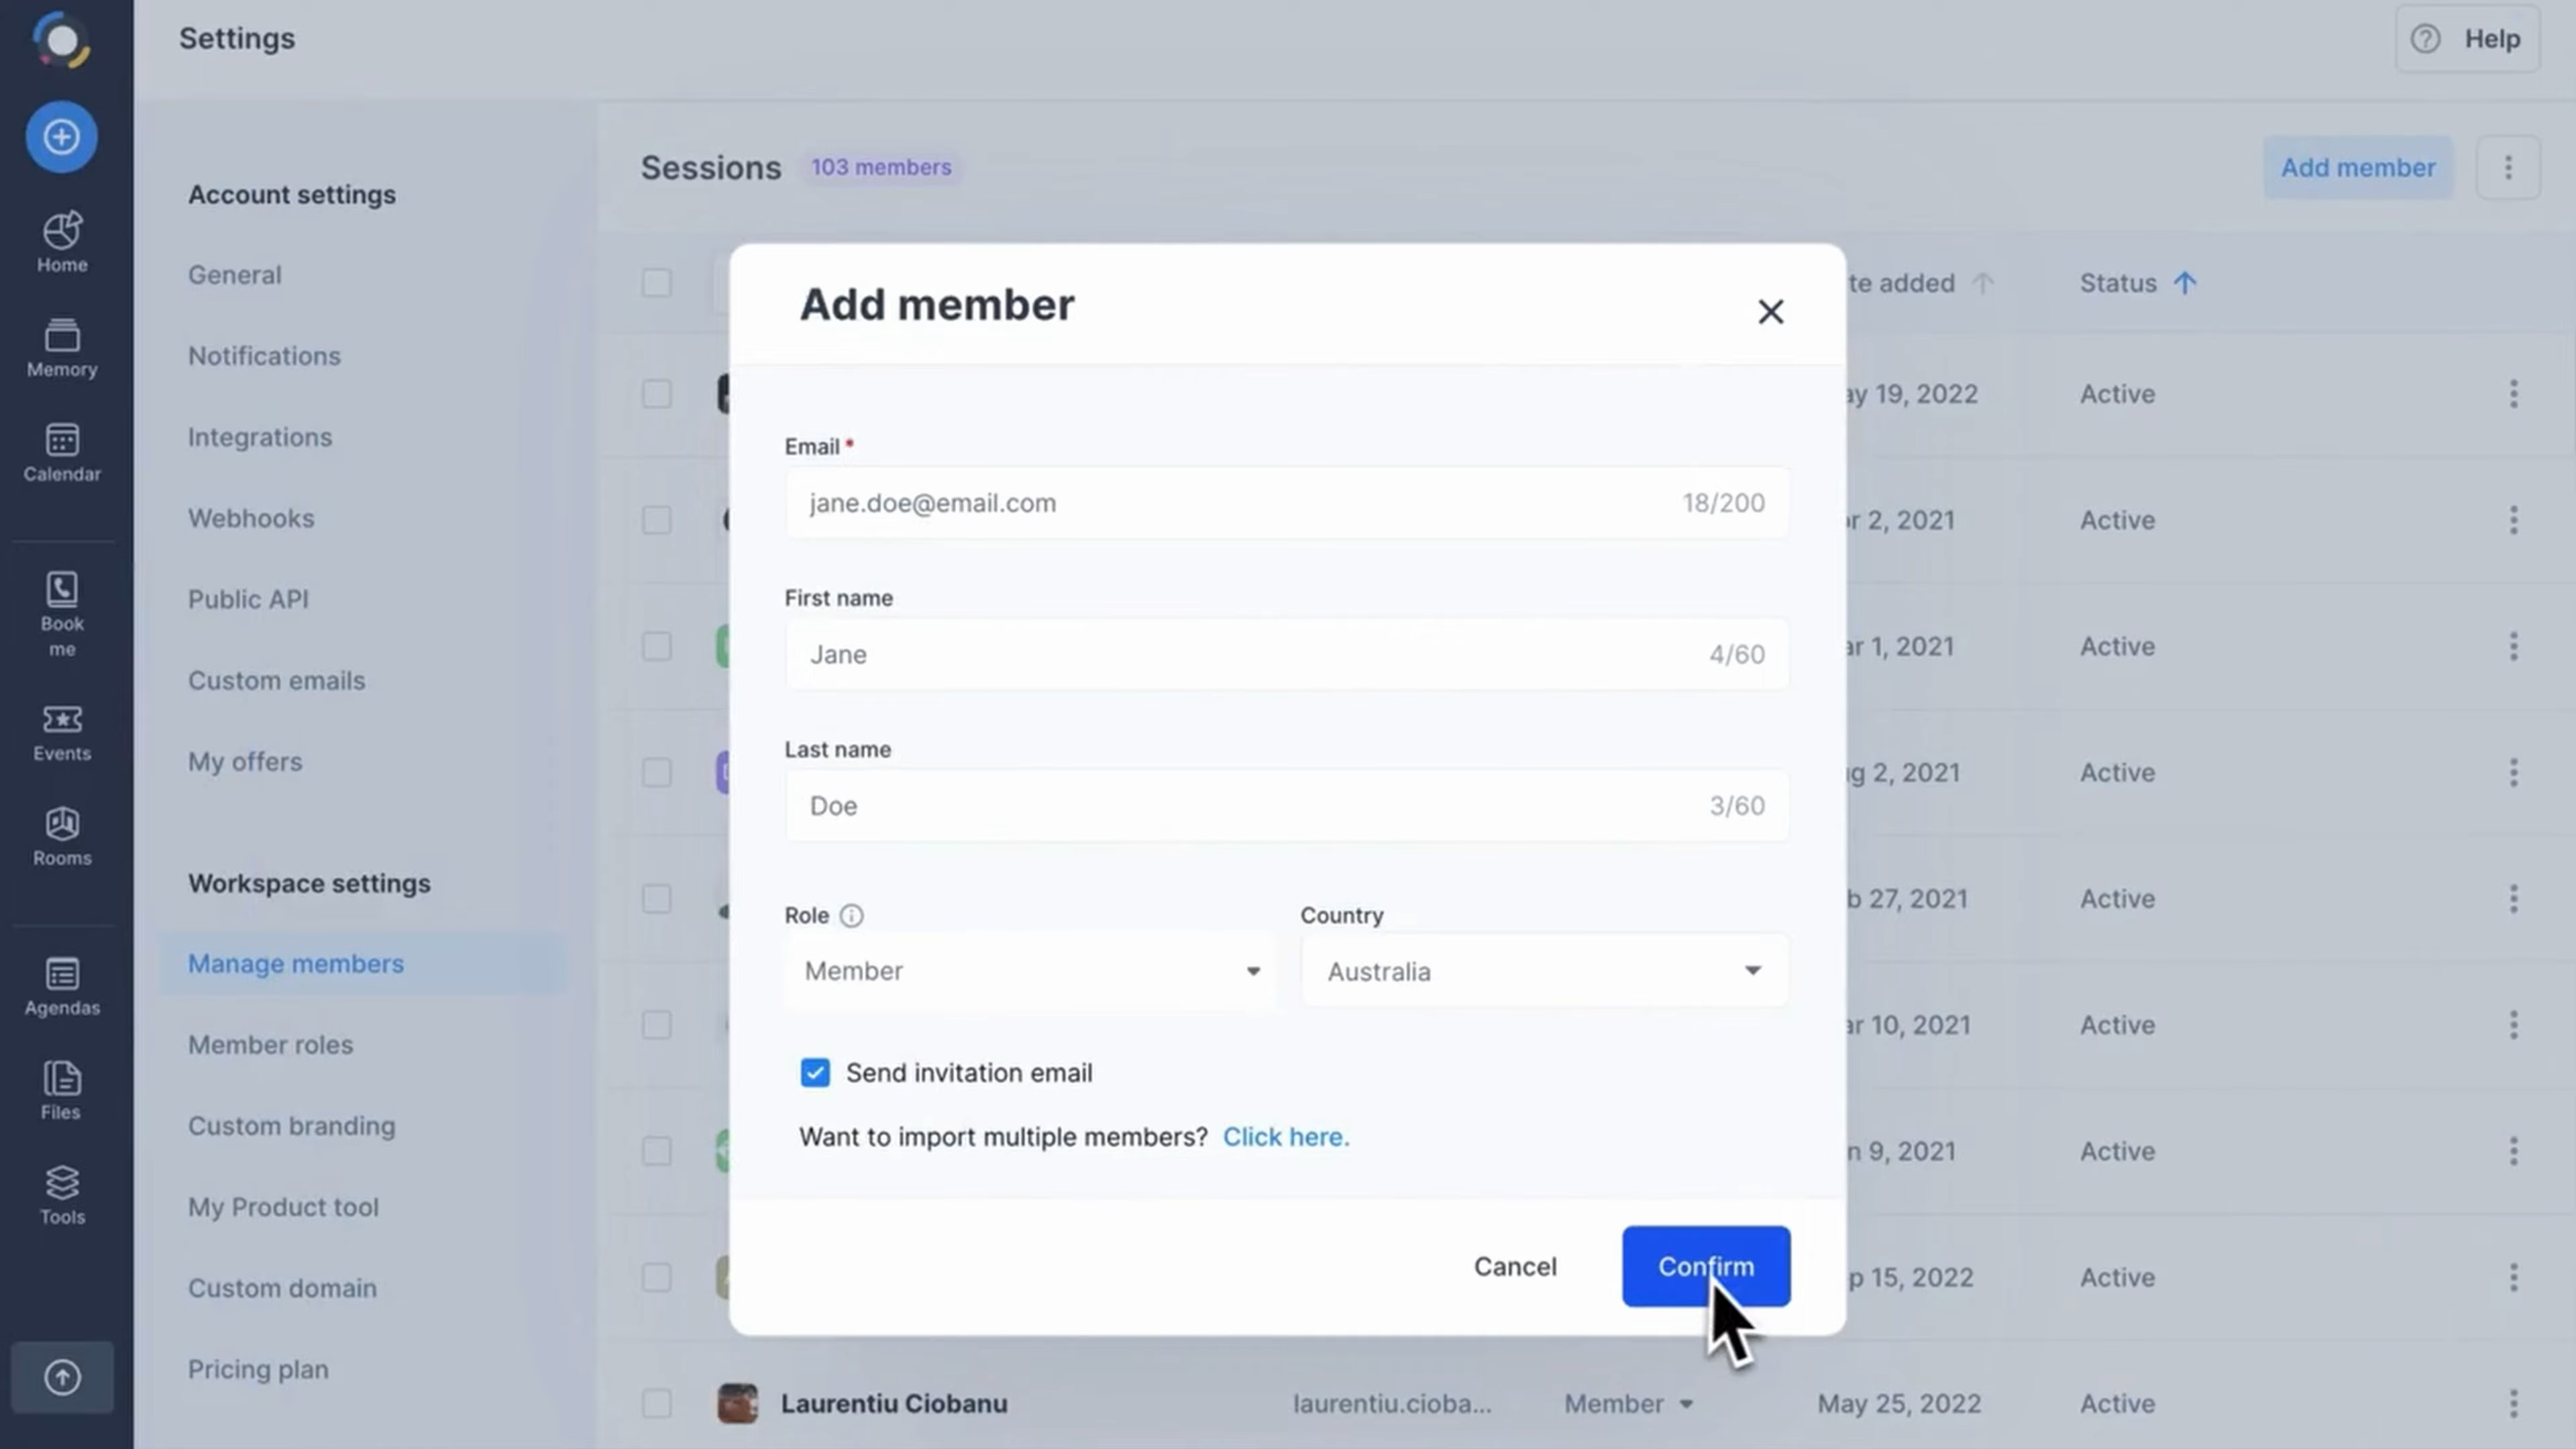 Settings
Help
Home
Memory
Calendar
Book
me
Events
Rooms
Agendas
Files
Tools
Account settings
General
Notifications
Integrations
Webhooks
Public API
Custom emails
My offers
Workspace settings
Manage members
Member roles
Custom branding
My Product tool
Custom domain
Pricing plan
Sessions 103 members
Add member
te added Status
ay 19, 2022 Active
r 2, 2021 Active
ar 1, 2021 Active
g 2, 2021 Active
b 27, 2021 Active
ar 10, 2021 Active
n 9, 2021 Active
p 15, 2022 Active
Laurentiu Ciobanu laurentiu.cioba... Member May 25, 2022 Active
Add member
Email *
jane.doe@email.com 18/200
First name
Jane 4/60
Last name
Doe 3/60
Role Country
Member Australia
Send invitation email
Want to import multiple members? Click here.
Cancel Confirm